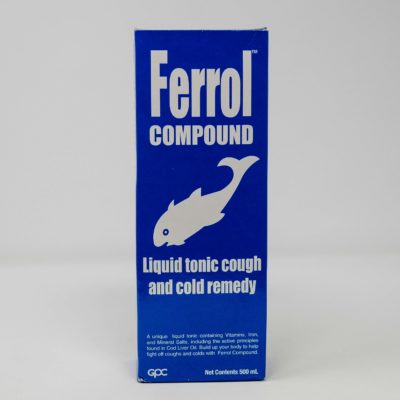 Ferrol™
COMPOUND
Liquid tonic cough
and cold remedy
A unique liquid tonic containing Vitamins, Iron,
and Mineral Salts, including the active principles
found in Cod Liver Oil. Build up your body to help
fight off coughs and colds with Ferrol Compound.
GPC
Net Contents 500 mL